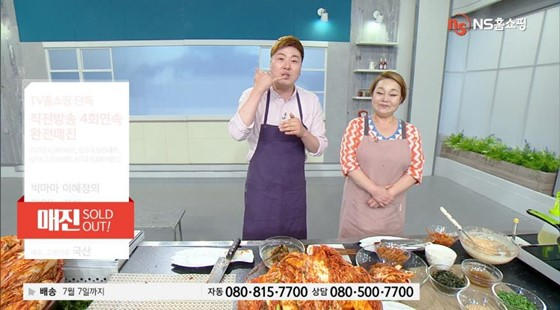 NS홈쇼핑
TV홈쇼핑 단독
직전방송 4회연속
완전매진
빅마마 이혜정의
매진 SOLD OUT!
국산
▶ 배송 7월 7일까지
자동 080·815·7700 상담 080·500·7700